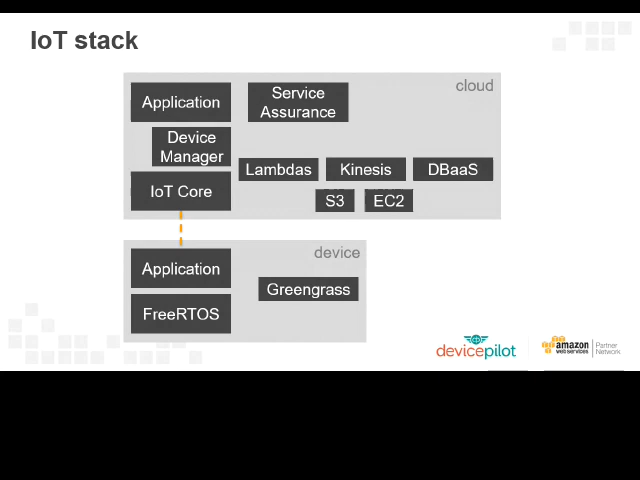 IoT stack
cloud
Application
Service
Assurance
Device
Manager
Lambdas
Kinesis
DBaaS
IoT Core
S3
EC2
device
Application
Greengrass
FreeRTOS
devicepilot
amazon
web services
Partner
Network